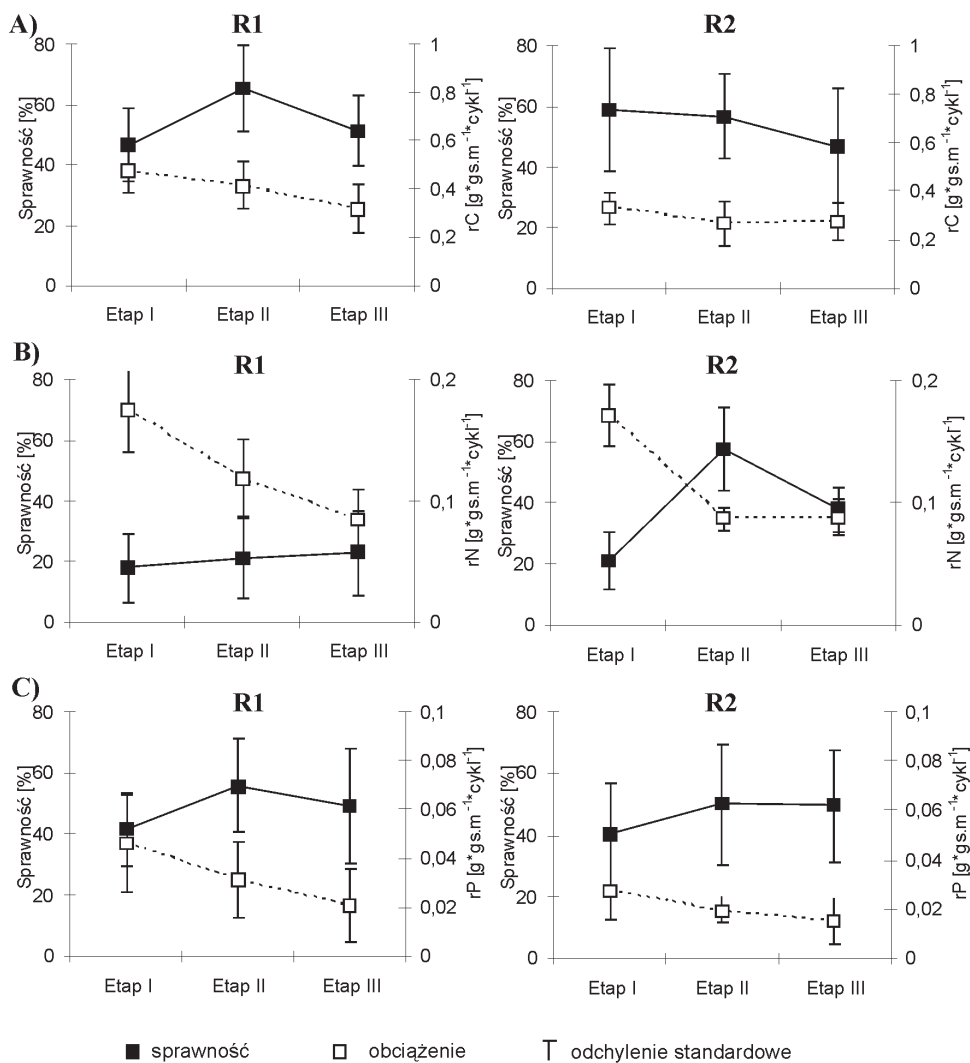 A)
R1
R2
80
60
40
20
0
Sprawność [%]
1
0,8
0,6
0,4
0,2
0
rC [g*gs.m⁻¹*cykl⁻¹]
Etap I Etap II Etap III
80
60
40
20
0
Sprawność [%]
1
0,8
0,6
0,4
0,2
0
rC [g*gs.m⁻¹*cykl⁻¹]
Etap I Etap II Etap III
B)
R1
R2
80
60
40
20
0
Sprawność [%]
0,2
0,1
0
rN [g*gs.m⁻¹*cykl⁻¹]
Etap I Etap II Etap III
80
60
40
20
0
Sprawność [%]
0,2
0,1
0
rN [g*gs.m⁻¹*cykl⁻¹]
Etap I Etap II Etap III
C)
R1
R2
80
60
40
20
0
Sprawność [%]
0,1
0,08
0,06
0,04
0,02
0
rP [g*gs.m⁻¹*cykl⁻¹]
Etap I Etap II Etap III
80
60
40
20
0
Sprawność [%]
0,1
0,08
0,06
0,04
0,02
0
rP [g*gs.m⁻¹*cykl⁻¹]
Etap I Etap II Etap III
sprawność obciążenie odchylenie standardowe